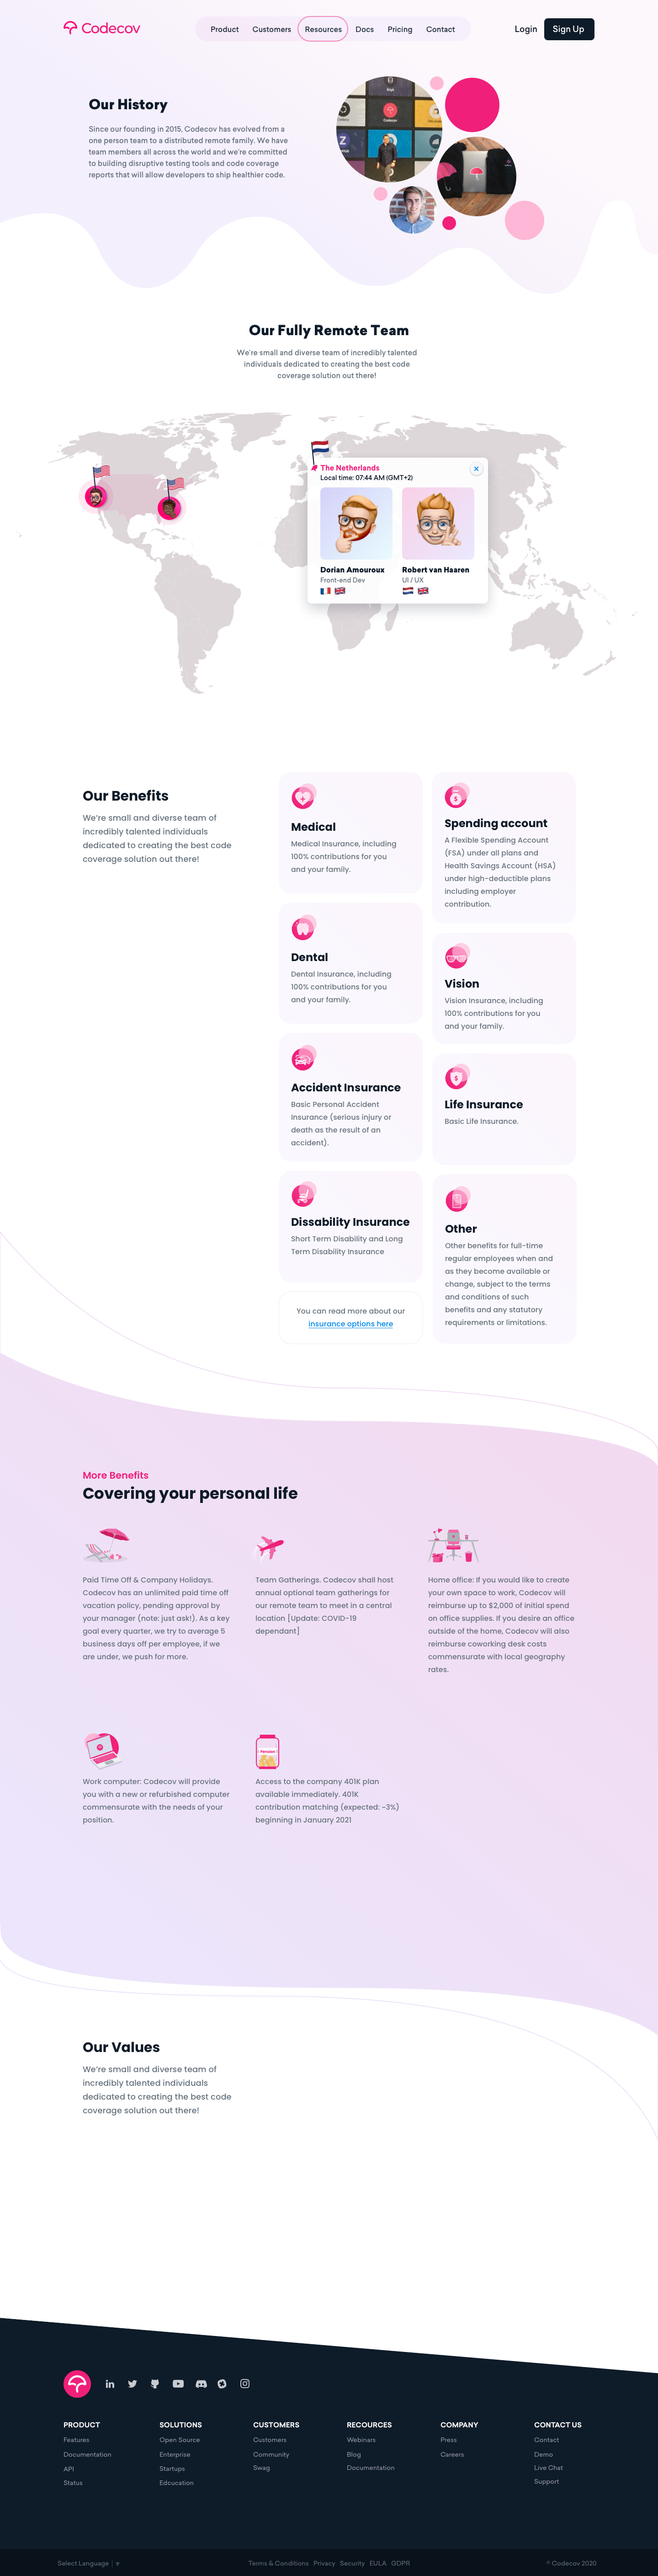 Codecov
Product Customers Resources Docs Pricing Contact
Login Sign Up
Our History
Since our founding in 2015, Codecov has evolved from a
one person team to a distributed remote family. We have
team members all across the world and we're committed
to building disruptive testing tools and code coverage
reports that will allow developers to ship healthier code.
Our Fully Remote Team
We're small and diverse team of incredibly talented
individuals dedicated to creating the best code
coverage solution out there!
The Netherlands
Local time: 07:44 AM (GMT+2)
Dorian Amouroux
Front-end Dev
Robert van Haaren
UI / UX
Our Benefits
We're small and diverse team of
incredibly talented individuals
dedicated to creating the best code
coverage solution out there!
Medical
Medical Insurance, including
100% contributions for you
and your family.
Dental
Dental Insurance, including
100% contributions for you
and your family.
Accident Insurance
Basic Personal Accident
Insurance (serious injury or
death as the result of an
accident).
Dissability Insurance
Short Term Disability and Long
Term Disability Insurance
You can read more about our
insurance options here
Spending account
A Flexible Spending Account
(FSA) under all plans and
Health Savings Account (HSA)
under high-deductible plans
including employer
contribution.
Vision
Vision Insurance, including
100% contributions for you
and your family.
Life Insurance
Basic Life Insurance.
Other
Other benefits for full-time
regular employees when and
as they become available or
change, subject to the terms
and conditions of such
benefits and any statutory
requirements or limitations.
More Benefits
Covering your personal life
Paid Time Off & Company Holidays.
Codecov has an unlimited paid time off
vacation policy, pending approval by
your manager (note: just ask!). As a key
goal every quarter, we try to average 5
business days off per employee, if we
are under, we push for more.
Team Gatherings. Codecov shall host
annual optional team gatherings for
our remote team to meet in a central
location [Update: COVID-19
dependant]
Home office: If you would like to create
your own space to work, Codecov will
reimburse up to $2,000 of initial spend
on office supplies. If you desire an office
outside of the home, Codecov will also
reimburse coworking desk costs
commensurate with local geography
rates.
Work computer: Codecov will provide
you with a new or refurbished computer
commensurate with the needs of your
position.
Pension
Access to the company 401K plan
available immediately. 401K
contribution matching (expected: ~3%)
beginning in January 2021
Our Values
We're small and diverse team of
incredibly talented individuals
dedicated to creating the best code
coverage solution out there!
PRODUCT
Features
Documentation
API
Status
SOLUTIONS
Open Source
Enterprise
Startups
Edcucation
CUSTOMERS
Customers
Community
Swag
RECOURCES
Webinars
Blog
Documentation
COMPANY
Press
Careers
CONTACT US
Contact
Demo
Live Chat
Support
Select Language
Terms & Conditions Privacy Security EULA GDPR
© Codecov 2020